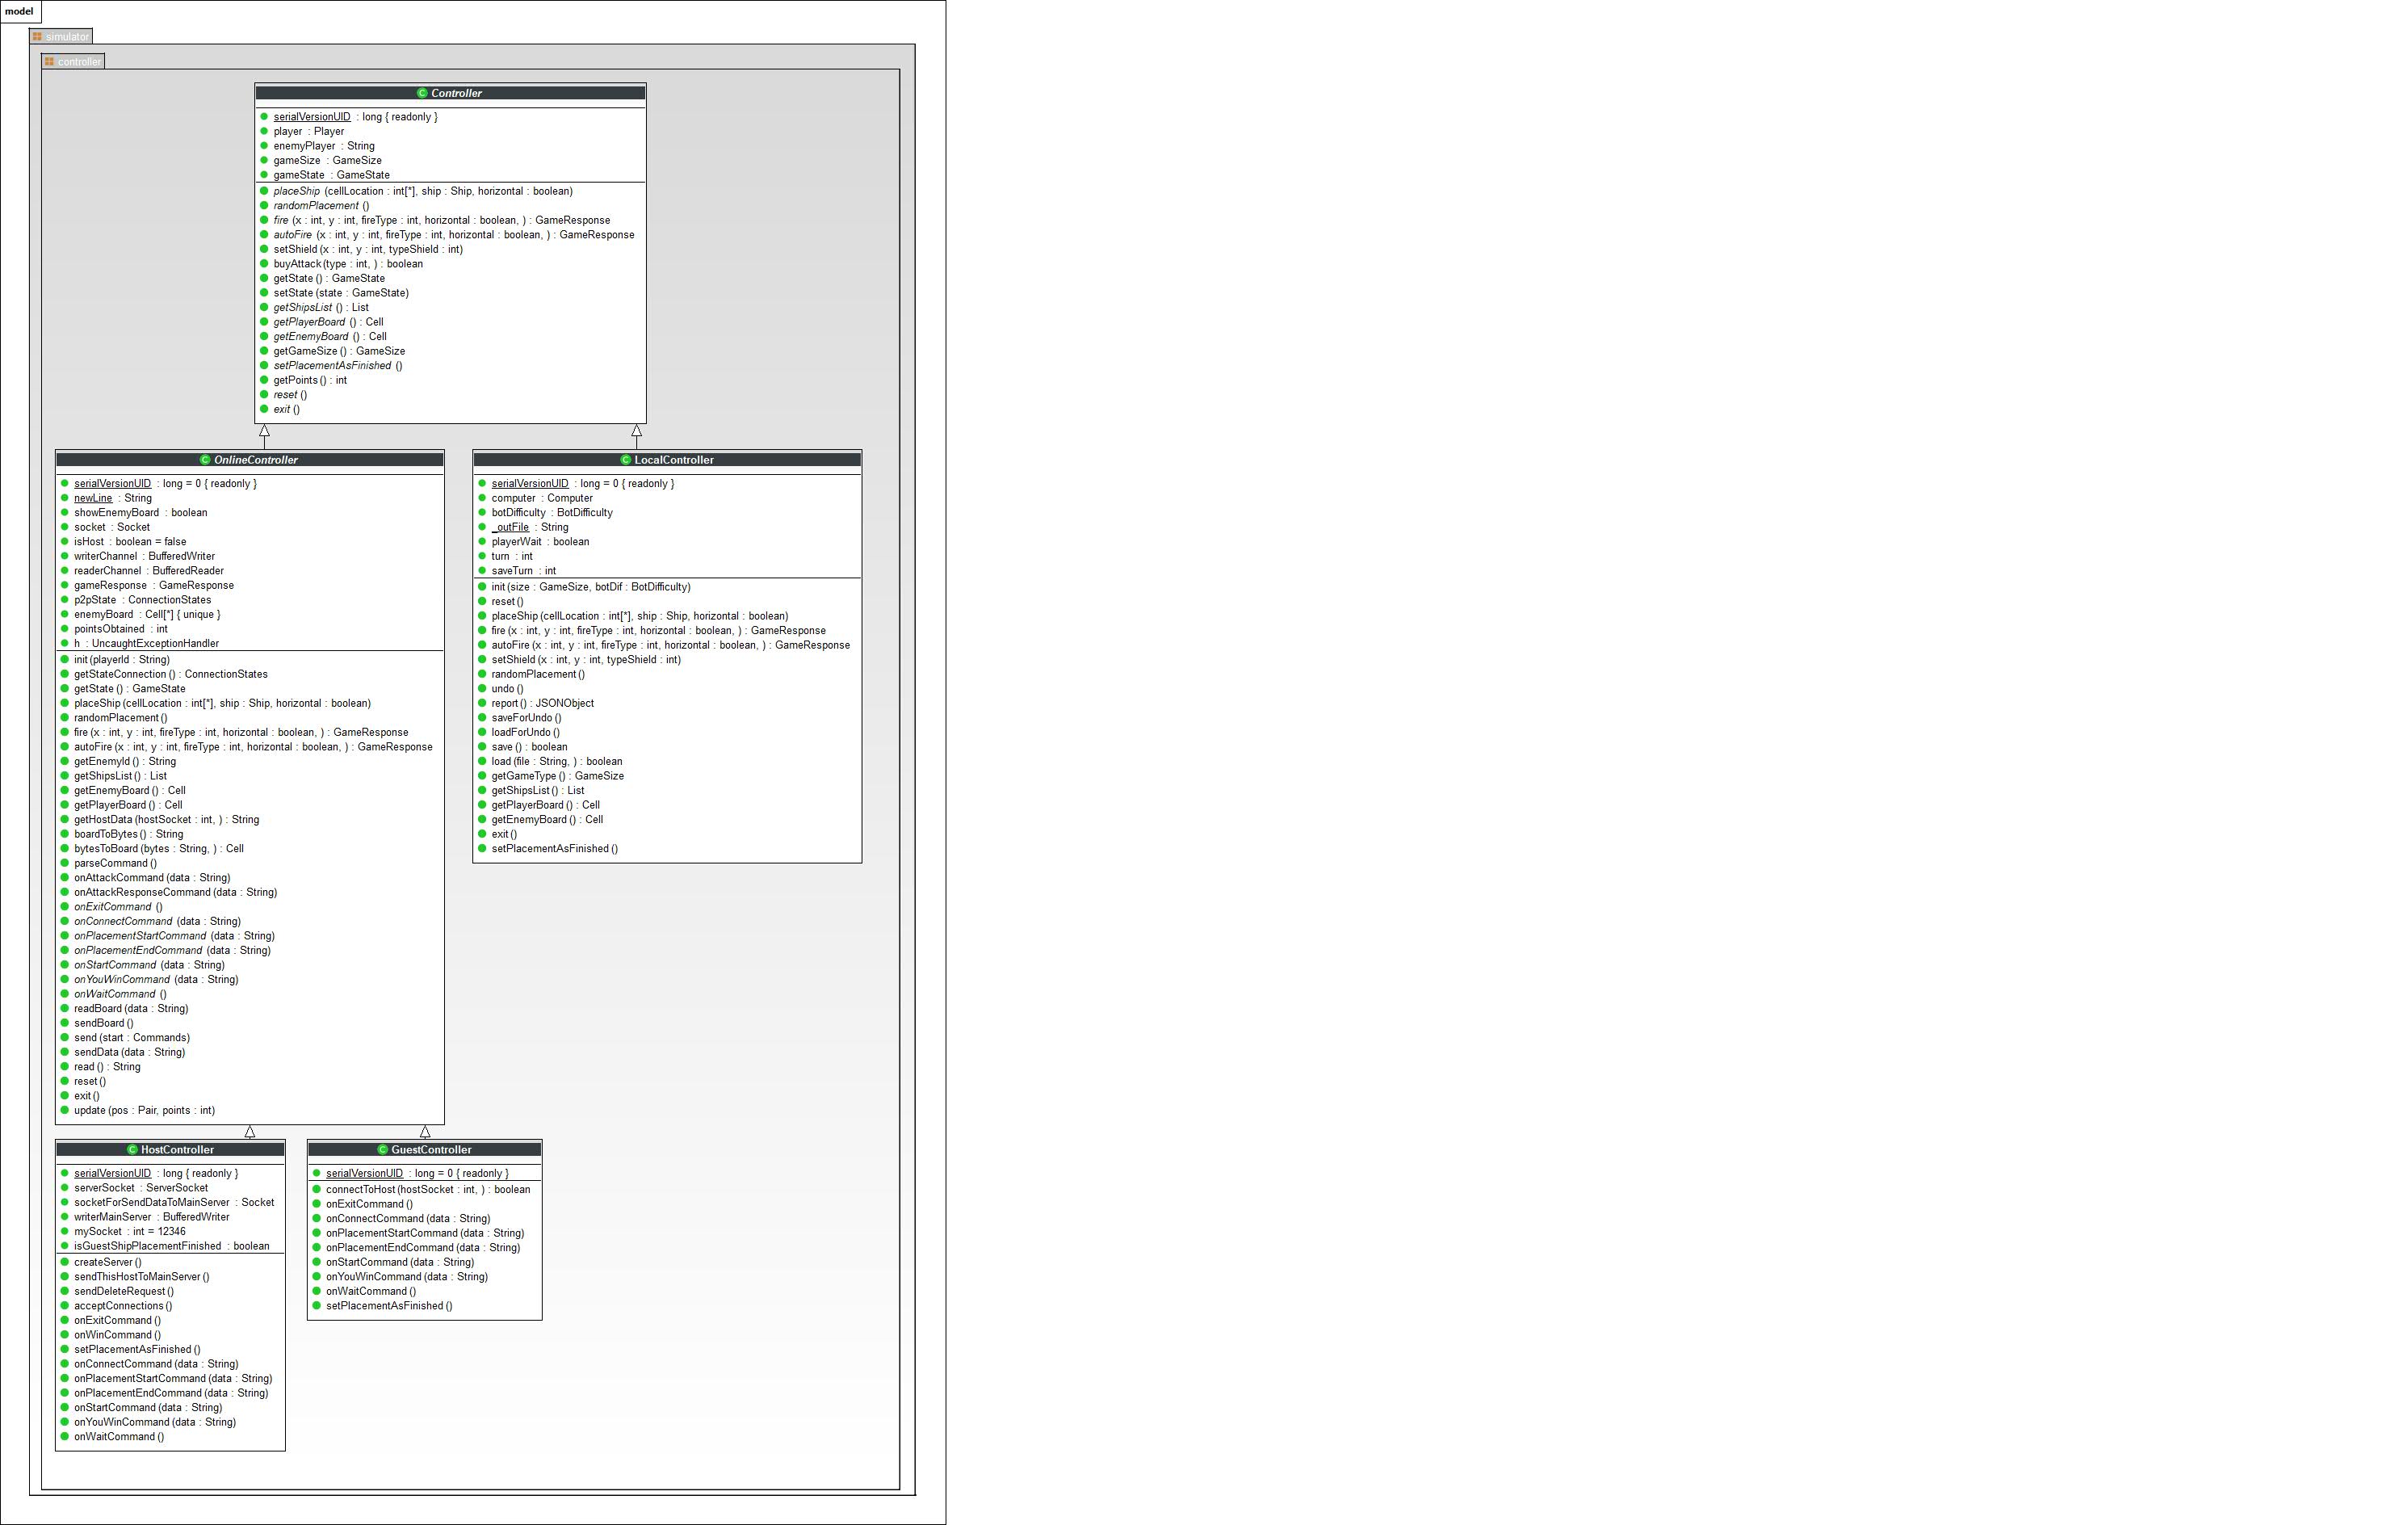 model
simulator
controller
Controller
serialVersionUID : long { readonly }
player : Player
enemyPlayer : String
gameSize : GameSize
gameState : GameState
placeShip (cellLocation : int[*], ship : Ship, horizontal : boolean)
randomPlacement ()
fire (x : int, y : int, fireType : int, horizontal : boolean, ) : GameResponse
autoFire (x : int, y : int, fireType : int, horizontal : boolean, ) : GameResponse
setShield (x : int, y : int, typeShield : int)
buyAttack (type : int, ) : boolean
getState () : GameState
setState (state : GameState)
getShipsList () : List
getPlayerBoard () : Cell
getEnemyBoard () : Cell
getGameSize () : GameSize
setPlacementAsFinished ()
getPoints () : int
reset ()
exit ()
OnlineController
serialVersionUID : long = 0 { readonly }
newLine : String
showEnemyBoard : boolean
socket : Socket
isHost : boolean = false
writerChannel : BufferedWriter
readerChannel : BufferedReader
gameResponse : GameResponse
p2pState : ConnectionStates
enemyBoard : Cell[*] { unique }
pointsObtained : int
h : UncaughtExceptionHandler
init (playerId : String)
getStateConnection () : ConnectionStates
getState () : GameState
placeShip (cellLocation : int[*], ship : Ship, horizontal : boolean)
randomPlacement ()
fire (x : int, y : int, fireType : int, horizontal : boolean, ) : GameResponse
autoFire (x : int, y : int, fireType : int, horizontal : boolean, ) : GameResponse
getEnemyId () : String
getShipsList () : List
getEnemyBoard () : Cell
getPlayerBoard () : Cell
getHostData (hostSocket : int, ) : String
boardToBytes () : String
bytesToBoard (bytes : String, ) : Cell
parseCommand ()
onAttackCommand (data : String)
onAttackResponseCommand (data : String)
onExitCommand ()
onConnectCommand (data : String)
onPlacementStartCommand (data : String)
onPlacementEndCommand (data : String)
onStartCommand (data : String)
onYouWinCommand (data : String)
onWaitCommand ()
readBoard (data : String)
sendBoard ()
send (start : Commands)
sendData (data : String)
read () : String
reset ()
exit ()
update (pos : Pair, points : int)
LocalController
serialVersionUID : long = 0 { readonly }
computer : Computer
botDifficulty : BotDifficulty
_outFile : String
playerWait : boolean
turn : int
saveTurn : int
init (size : GameSize, botDif : BotDifficulty)
reset ()
placeShip (cellLocation : int[*], ship : Ship, horizontal : boolean)
fire (x : int, y : int, fireType : int, horizontal : boolean, ) : GameResponse
autoFire (x : int, y : int, fireType : int, horizontal : boolean, ) : GameResponse
setShield (x : int, y : int, typeShield : int)
randomPlacement ()
undo ()
report () : JSONObject
saveForUndo ()
loadForUndo ()
save () : boolean
load (file : String, ) : boolean
getGameType () : GameSize
getShipsList () : List
getPlayerBoard () : Cell
getEnemyBoard () : Cell
exit ()
setPlacementAsFinished ()
HostController
serialVersionUID : long { readonly }
serverSocket : ServerSocket
socketForSendDataToMainServer : Socket
writerMainServer : BufferedWriter
mySocket : int = 12346
isGuestShipPlacementFinished : boolean
createServer ()
sendThisHostToMainServer ()
sendDeleteRequest ()
acceptConnections ()
onExitCommand ()
onWinCommand ()
setPlacementAsFinished ()
onConnectCommand (data : String)
onPlacementStartCommand (data : String)
onPlacementEndCommand (data : String)
onStartCommand (data : String)
onYouWinCommand (data : String)
onWaitCommand ()
GuestController
serialVersionUID : long = 0 { readonly }
connectToHost (hostSocket : int, ) : boolean
onExitCommand ()
onConnectCommand (data : String)
onPlacementStartCommand (data : String)
onPlacementEndCommand (data : String)
onStartCommand (data : String)
onYouWinCommand (data : String)
onWaitCommand ()
setPlacementAsFinished ()